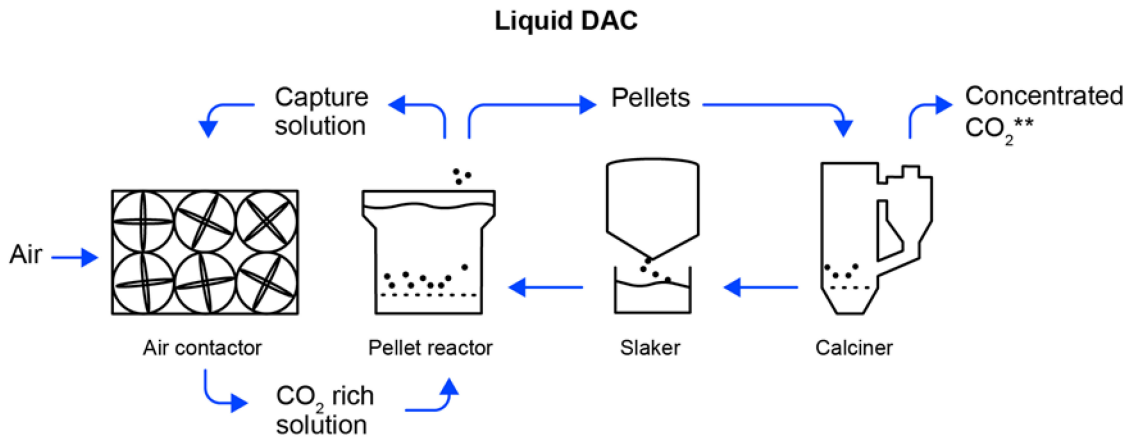 Liquid DAC
Capture
solution
Pellets
Concentrated
CO₂**
Air
Air contactor
Pellet reactor
Slaker
Calciner
CO₂ rich
solution